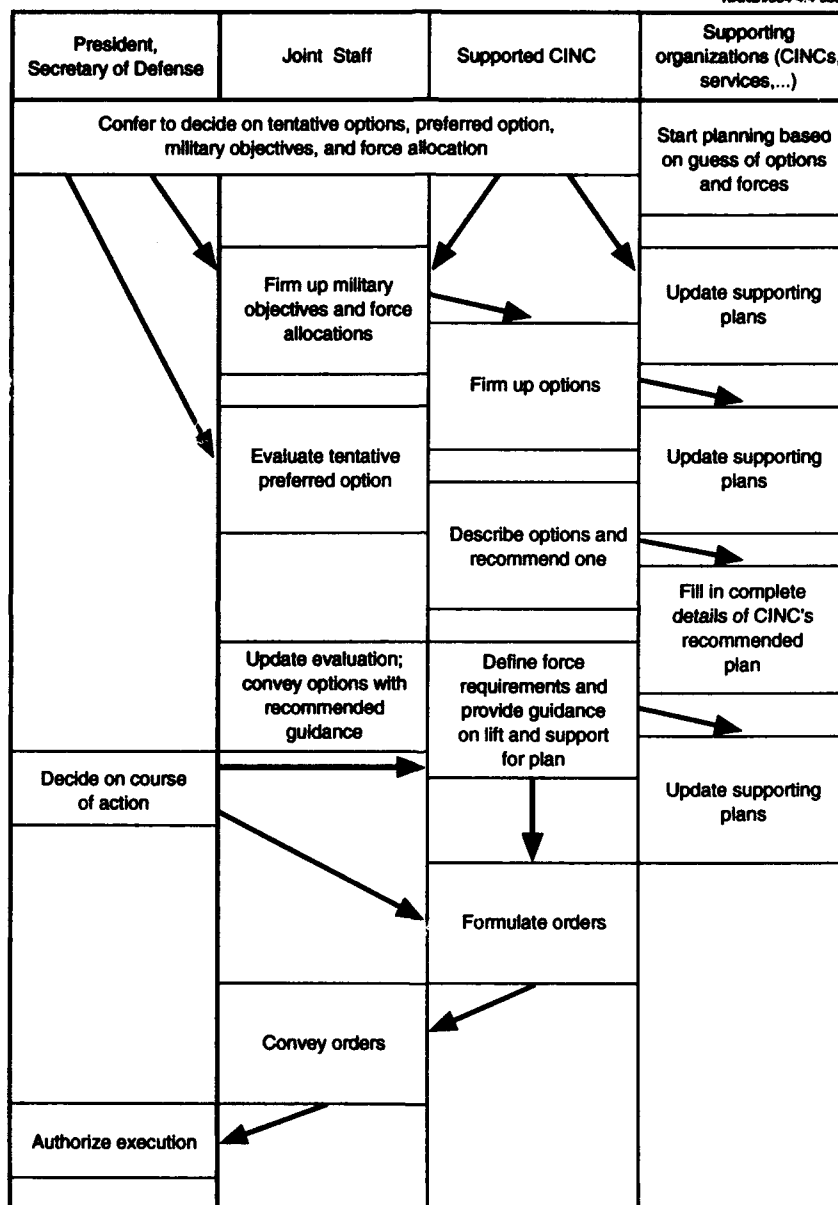 President,
Secretary of Defense
Joint Staff
Supported CINC
Supporting
organizations (CINCs,
services,...)
Confer to decide on tentative options, preferred option,
military objectives, and force allocation
Start planning based
on guess of options
and forces
Firm up military
objectives and force
allocations
Update supporting
plans
Firm up options
Evaluate tentative
preferred option
Update supporting
plans
Describe options and
recommend one
Fill in complete
details of CINC's
recommended
plan
Update evaluation;
convey options with
recommended
guidance
Define force
requirements and
provide guidance
on lift and support
for plan
Decide on course
of action
Update supporting
plans
Formulate orders
Convey orders
Authorize execution